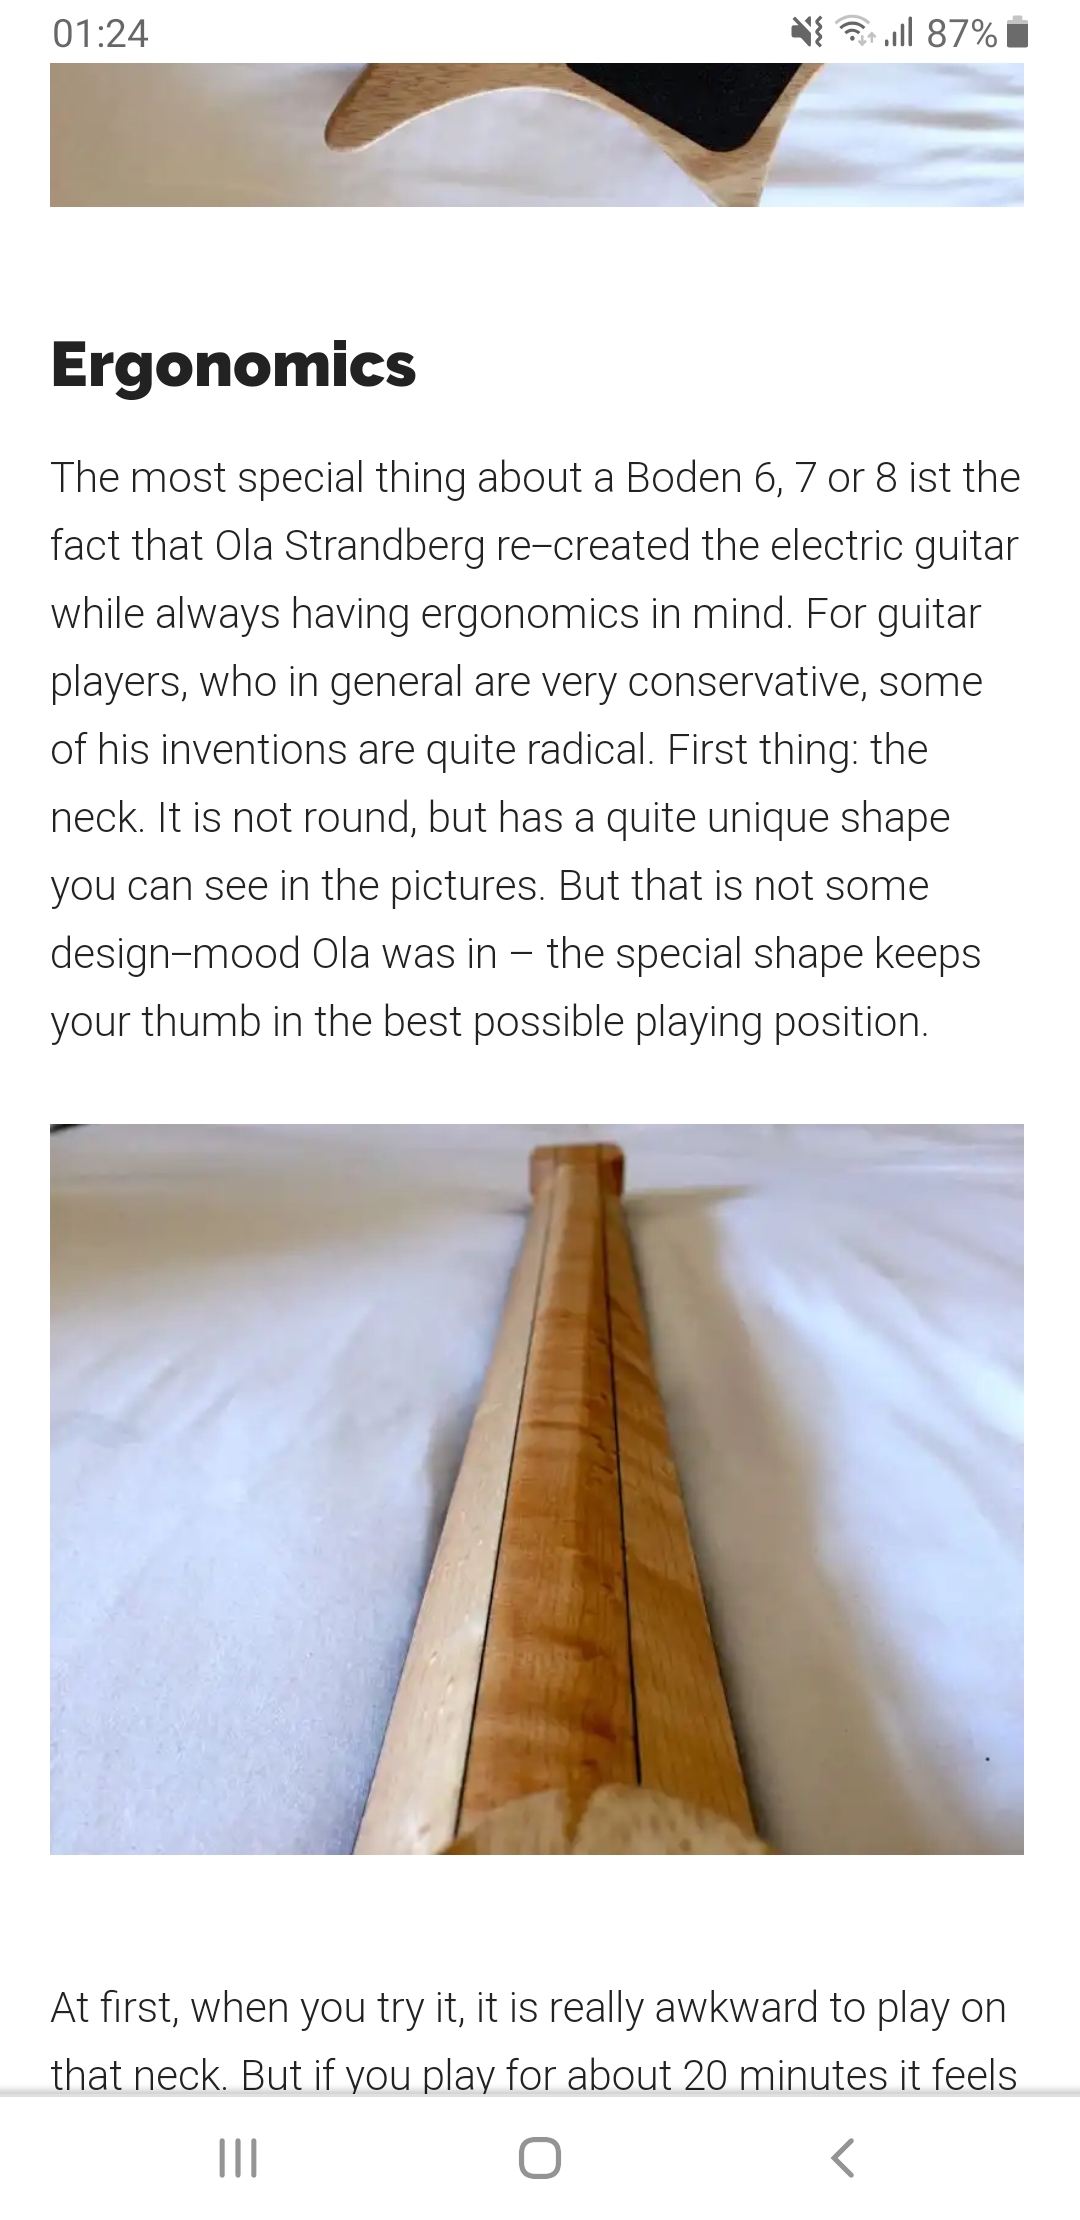 01:24
87%
Ergonomics
The most special thing about a Boden 6, 7 or 8 ist the
fact that Ola Strandberg re-created the electric guitar
while always having ergonomics in mind. For guitar
players, who in general are very conservative, some
of his inventions are quite radical. First thing: the
neck. It is not round, but has a quite unique shape
you can see in the pictures. But that is not some
design-mood Ola was in – the special shape keeps
your thumb in the best possible playing position.
At first, when you try it, it is really awkward to play on
that neck. But if you play for about 20 minutes it feels